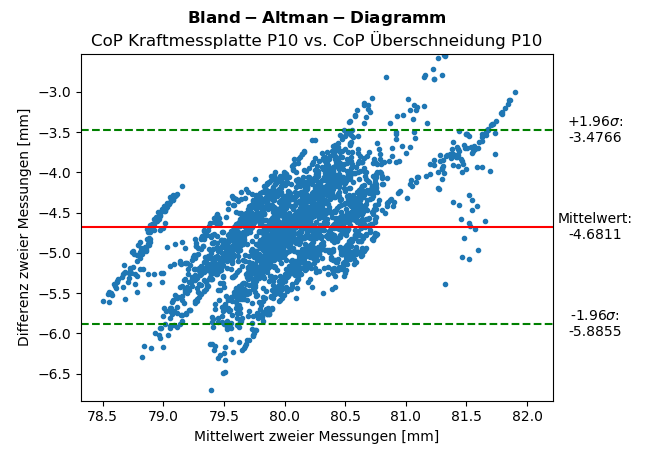 Bland − Altman − Diagramm
CoP Kraftmessplatte P10 vs. CoP Überschneidung P10
Differenz zweier Messungen [mm]
−3.0
−3.5
−4.0
−4.5
−5.0
−5.5
−6.0
−6.5
+1.96σ:
-3.4766
Mittelwert:
-4.6811
-1.96σ:
-5.8855
78.5 79.0 79.5 80.0 80.5 81.0 81.5 82.0
Mittelwert zweier Messungen [mm]